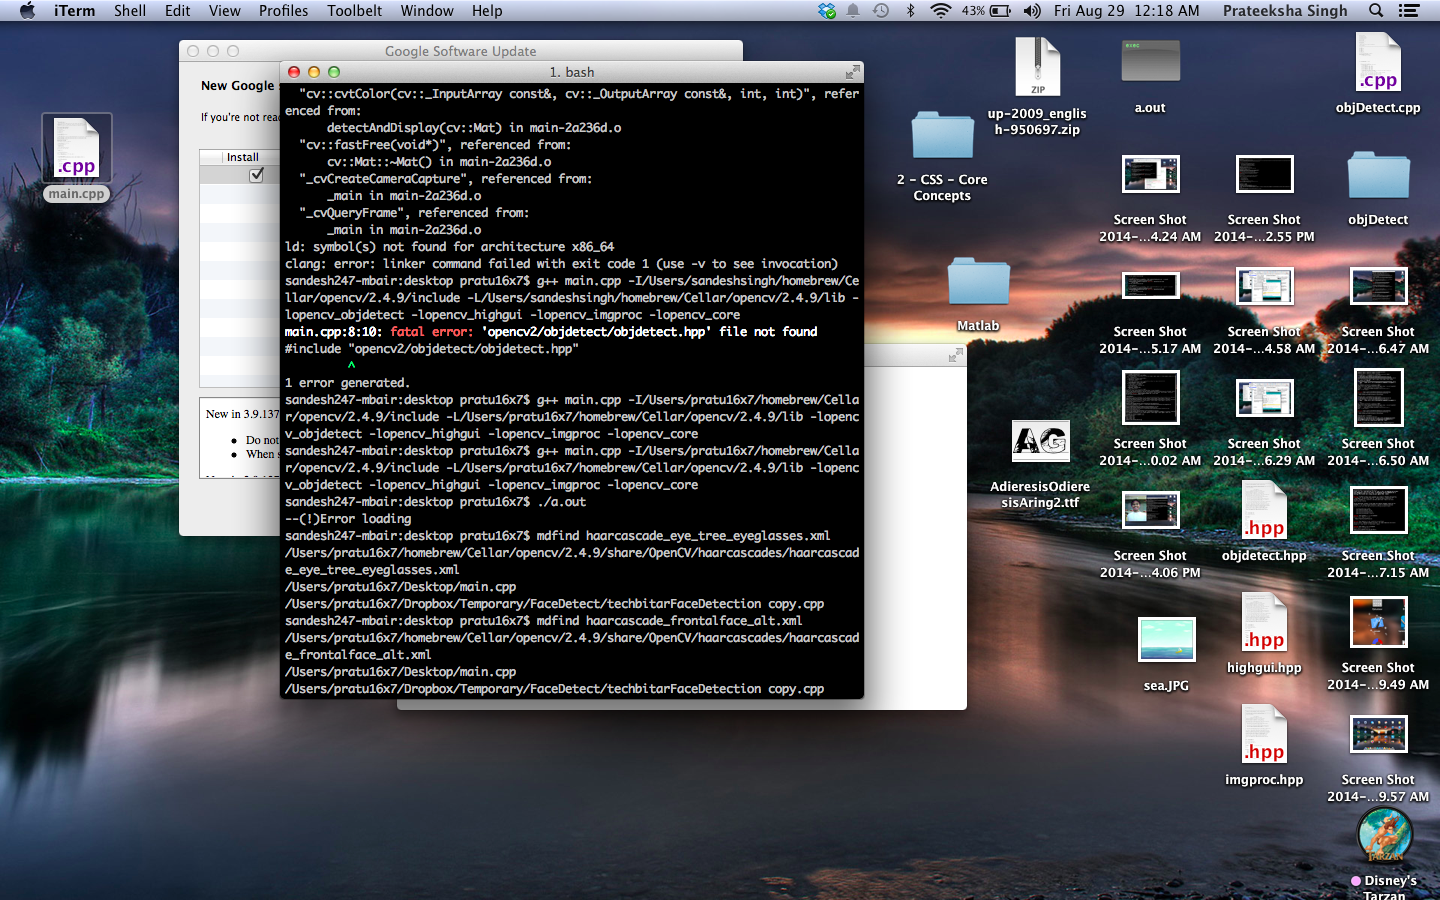 iTerm Shell Edit View Profiles Toolbelt Window Help
43% Fri Aug 29 12:18 AM Prateeksha Singh
Google Software Update
New Google
If you're not rea
Install
New in 3.9.137
Do not
When s
1. bash
"cv::cvtColor(cv::_InputArray const&, cv::_OutputArray const&, int, int)", refer
enced from:
detectAndDisplay(cv::Mat) in main-2a236d.o
"cv::fastFree(void*)", referenced from:
cv::Mat::~Mat() in main-2a236d.o
"_cvCreateCameraCapture", referenced from:
_main in main-2a236d.o
"_cvQueryFrame", referenced from:
_main in main-2a236d.o
ld: symbol(s) not found for architecture x86_64
clang: error: linker command failed with exit code 1 (use -v to see invocation)
sandesh247-mbair:desktop pratu16x7$ g++ main.cpp -I/Users/sandeshsingh/homebrew/Ce
llar/opencv/2.4.9/include -L/Users/sandeshsingh/homebrew/Cellar/opencv/2.4.9/lib -
lopencv_objdetect -lopencv_highgui -lopencv_imgproc -lopencv_core
main.cpp:8:10: fatal error: 'opencv2/objdetect/objdetect.hpp' file not found
#include "opencv2/objdetect/objdetect.hpp"
^
1 error generated.
sandesh247-mbair:desktop pratu16x7$ g++ main.cpp -I/Users/pratu16x7/homebrew/Cella
r/opencv/2.4.9/include -L/Users/pratu16x7/homebrew/Cellar/opencv/2.4.9/lib -lopenc
v_objdetect -lopencv_highgui -lopencv_imgproc -lopencv_core
sandesh247-mbair:desktop pratu16x7$ g++ main.cpp -I/Users/pratu16x7/homebrew/Cella
r/opencv/2.4.9/include -L/Users/pratu16x7/homebrew/Cellar/opencv/2.4.9/lib -lopenc
v_objdetect -lopencv_highgui -lopencv_imgproc -lopencv_core
sandesh247-mbair:desktop pratu16x7$ ./a.out
--(!)Error loading
sandesh247-mbair:desktop pratu16x7$ mdfind haarcascade_eye_tree_eyeglasses.xml
/Users/pratu16x7/homebrew/Cellar/opencv/2.4.9/share/OpenCV/haarcascades/haarcascad
e_eye_tree_eyeglasses.xml
/Users/pratu16x7/Desktop/main.cpp
/Users/pratu16x7/Dropbox/Temporary/FaceDetect/techbitarFaceDetection copy.cpp
sandesh247-mbair:desktop pratu16x7$ mdfind haarcascade_frontalface_alt.xml
/Users/pratu16x7/homebrew/Cellar/opencv/2.4.9/share/OpenCV/haarcascades/haarcascad
e_frontalface_alt.xml
/Users/pratu16x7/Desktop/main.cpp
/Users/pratu16x7/Dropbox/Temporary/FaceDetect/techbitarFaceDetection copy.cpp
.cpp
main.cpp
ZIP
up-2009_englis
h-950697.zip
exec
a.out
.cpp
objDetect.cpp
2 - CSS - Core
Concepts
Screen Shot
2014-...4.24 AM
Screen Shot
2014-...2.55 PM
objDetect
Matlab
Screen Shot
2014-...5.17 AM
Screen Shot
2014-...4.58 AM
Screen Shot
2014-...6.47 AM
AG
AdieresisOdiere
sisAring2.ttf
Screen Shot
2014-...0.02 AM
Screen Shot
2014-...6.29 AM
Screen Shot
2014-...6.50 AM
Screen Shot
2014-...4.06 PM
.hpp
objdetect.hpp
Screen Shot
2014-...7.15 AM
sea.JPG
.hpp
highgui.hpp
Screen Shot
2014-...9.49 AM
.hpp
imgproc.hpp
Screen Shot
2014-...9.57 AM
TARZAN
Disney's
Tarzan